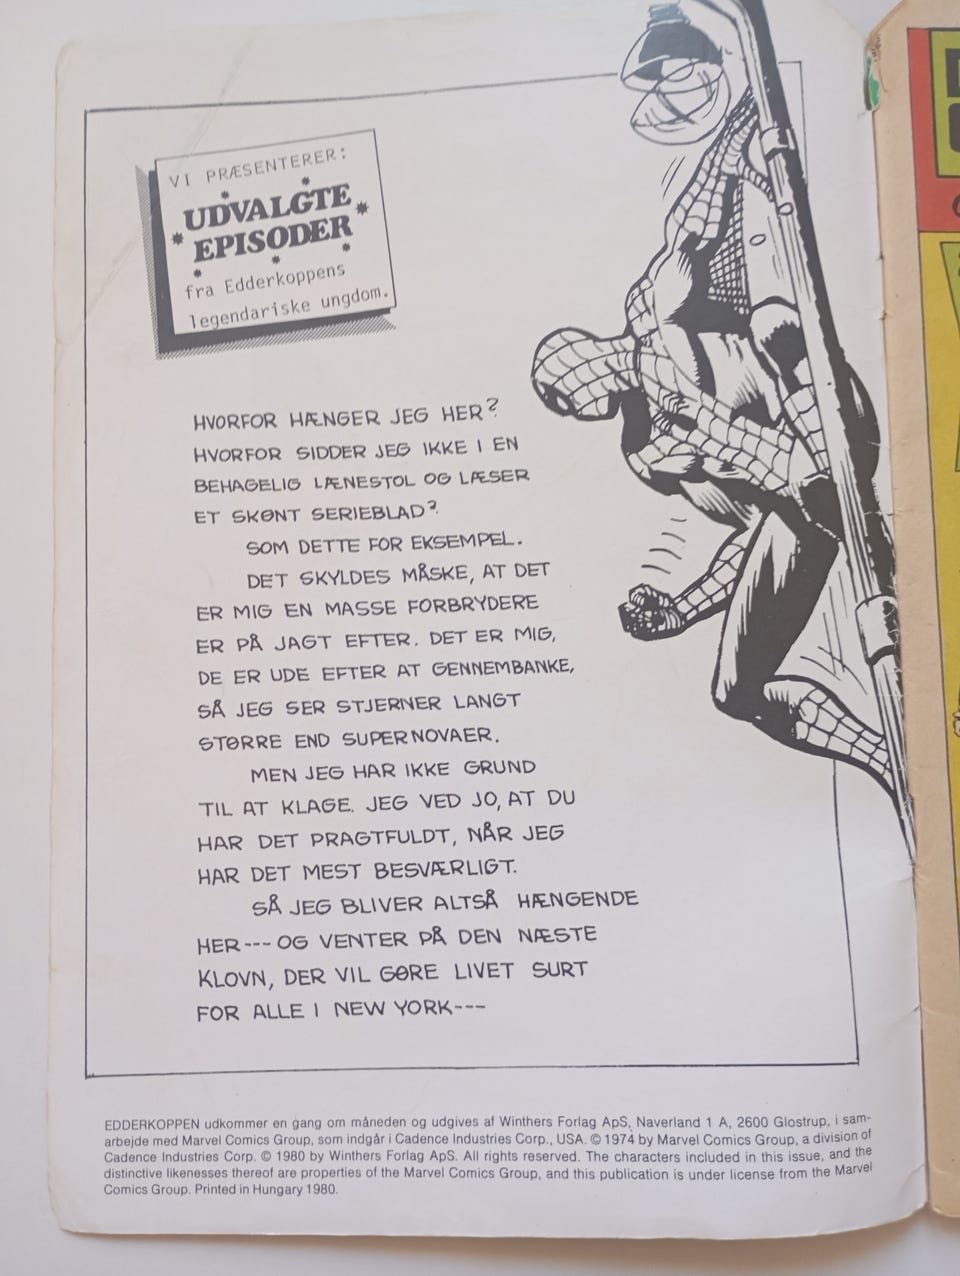 VI PRÆSENTERER:
UDVALGTE
EPISODER
fra Edderkoppens
legendariske ungdom.
HVORFOR HÆNGER JEG HER?
HVORFOR SIDDER JEG IKKE I EN
BEHAGELIG LÆNESTOL OG LÆSER
ET SKØNT SERIEBLAD?
SOM DETTE FOR EKSEMPEL.
DET SKYLDES MÅSKE, AT DET
ER MIG EN MASSE FORBRYDERE
ER PÅ JAGT EFTER. DET ER MIG,
DE ER UDE EFTER AT GENNEMBANKE,
SÅ JEG SER STJERNER LANGT
STØRRE END SUPERNOVAER.
MEN JEG HAR IKKE GRUND
TIL AT KLAGE. JEG VED JO, AT DU
HAR DET PRAGTFULDT, NÅR JEG
HAR DET MEST BESVÆRLIGT.
SÅ JEG BLIVER ALTSÅ HÆNGENDE
HER---OG VENTER PÅ DEN NÆSTE
KLOVN, DER VIL GØRE LIVET SURT
FOR ALLE I NEW YORK---
EDDERKOPPEN udkommer en gang om måneden og udgives af Winthers Forlag ApS, Naverland 1 A, 2600 Glostrup, i sam-
arbejde med Marvel Comics Group, som indgår i Cadence Industries Corp., USA. © 1974 by Marvel Comics Group, a division of
Cadence Industries Corp. © 1980 by Winthers Forlag ApS. All rights reserved. The characters included in this issue, and the
distinctive likenesses thereof are properties of the Marvel Comics Group, and this publication is under license from the Marvel
Comics Group. Printed in Hungary 1980.